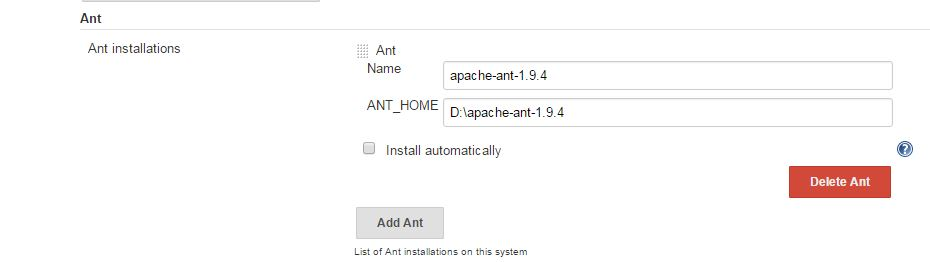 Ant
Ant installations
Ant
Name
apache-ant-1.9.4
ANT_HOME
D:\apache-ant-1.9.4
Install automatically
?
Delete Ant
Add Ant
List of Ant installations on this system